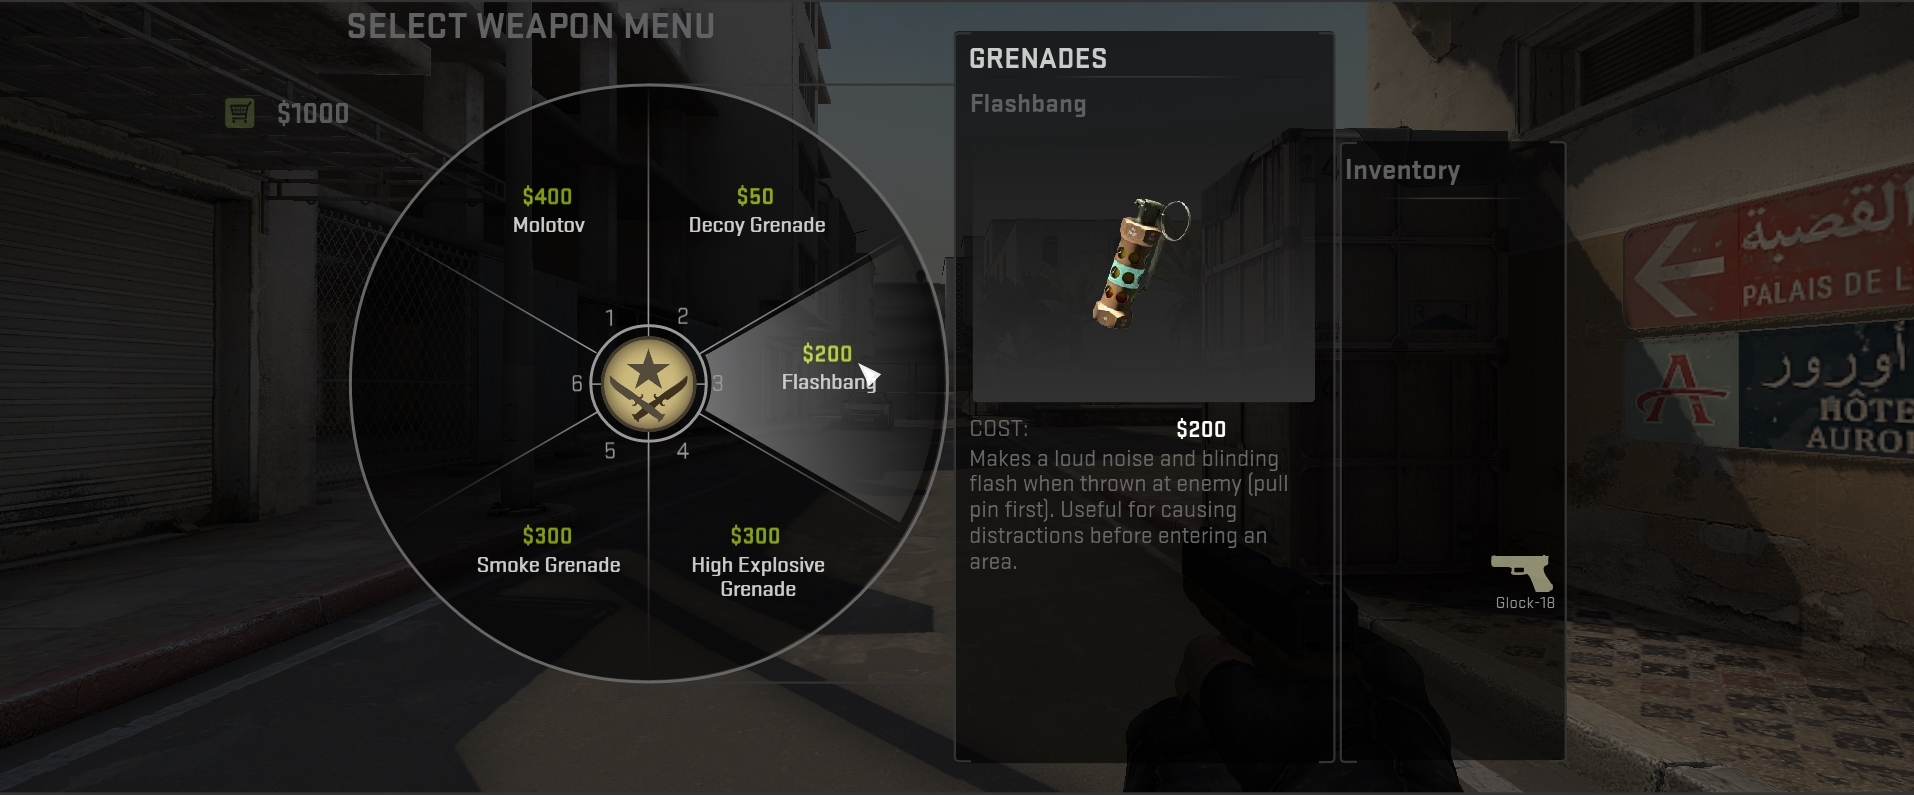 SELECT WEAPON MENU
$1000
$400
Molotov
$50
Decoy Grenade
$200
Flashbang
$300
High Explosive
Grenade
$300
Smoke Grenade
1
2
3
4
5
6
GRENADES
Flashbang
COST: $200
Makes a loud noise and blinding
flash when thrown at enemy (pull
pin first). Useful for causing
distractions before entering an
area.
Inventory
Glock-18
القصبة
PALAIS DE L
أورور
HÔTE
AUROR
A